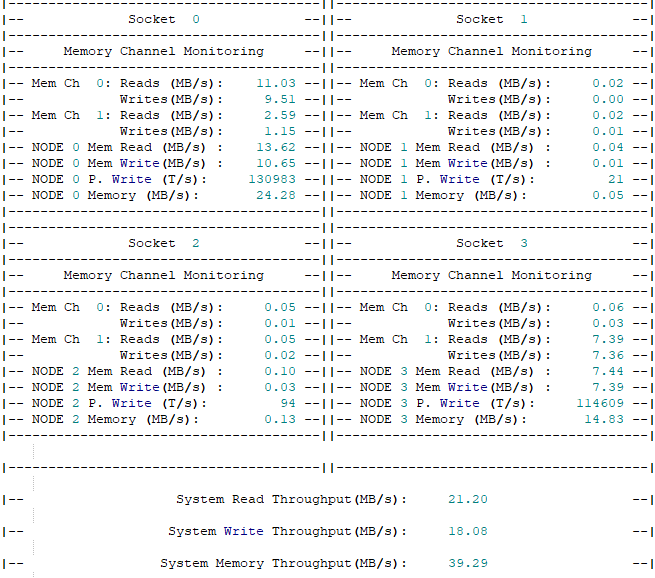 |---------------------------------------||---------------------------------------|
|--             Socket  0             --||--             Socket  1             --|
|---------------------------------------||---------------------------------------|
|--     Memory Channel Monitoring     --||--     Memory Channel Monitoring     --|
|---------------------------------------||---------------------------------------|
|-- Mem Ch  0: Reads (MB/s):    11.03 --||-- Mem Ch  0: Reads (MB/s):     0.02 --|
|--            Writes(MB/s):     9.51 --||--            Writes(MB/s):     0.00 --|
|-- Mem Ch  1: Reads (MB/s):     2.59 --||-- Mem Ch  1: Reads (MB/s):     0.02 --|
|--            Writes(MB/s):     1.15 --||--            Writes(MB/s):     0.01 --|
|-- NODE 0 Mem Read (MB/s) :    13.62 --||-- NODE 1 Mem Read (MB/s) :     0.04 --|
|-- NODE 0 Mem Write(MB/s) :    10.65 --||-- NODE 1 Mem Write(MB/s) :     0.01 --|
|-- NODE 0 P. Write (T/s):     130983 --||-- NODE 1 P. Write (T/s):         21 --|
|-- NODE 0 Memory (MB/s):       24.28 --||-- NODE 1 Memory (MB/s):        0.05 --|
|---------------------------------------||---------------------------------------|
|---------------------------------------||---------------------------------------|
|--             Socket  2             --||--             Socket  3             --|
|---------------------------------------||---------------------------------------|
|--     Memory Channel Monitoring     --||--     Memory Channel Monitoring     --|
|---------------------------------------||---------------------------------------|
|-- Mem Ch  0: Reads (MB/s):     0.05 --||-- Mem Ch  0: Reads (MB/s):     0.06 --|
|--            Writes(MB/s):     0.01 --||--            Writes(MB/s):     0.03 --|
|-- Mem Ch  1: Reads (MB/s):     0.05 --||-- Mem Ch  1: Reads (MB/s):     7.39 --|
|--            Writes(MB/s):     0.02 --||--            Writes(MB/s):     7.36 --|
|-- NODE 2 Mem Read (MB/s) :     0.10 --||-- NODE 3 Mem Read (MB/s) :     7.44 --|
|-- NODE 2 Mem Write(MB/s) :     0.03 --||-- NODE 3 Mem Write(MB/s) :     7.39 --|
|-- NODE 2 P. Write (T/s):         94 --||-- NODE 3 P. Write (T/s):     114609 --|
|-- NODE 2 Memory (MB/s):        0.13 --||-- NODE 3 Memory (MB/s):       14.83 --|
|---------------------------------------||---------------------------------------|
|---------------------------------------||---------------------------------------|
|--                   System Read Throughput(MB/s):     21.20                  --|
|--                  System Write Throughput(MB/s):     18.08                  --|
|--                 System Memory Throughput(MB/s):     39.29                  --|